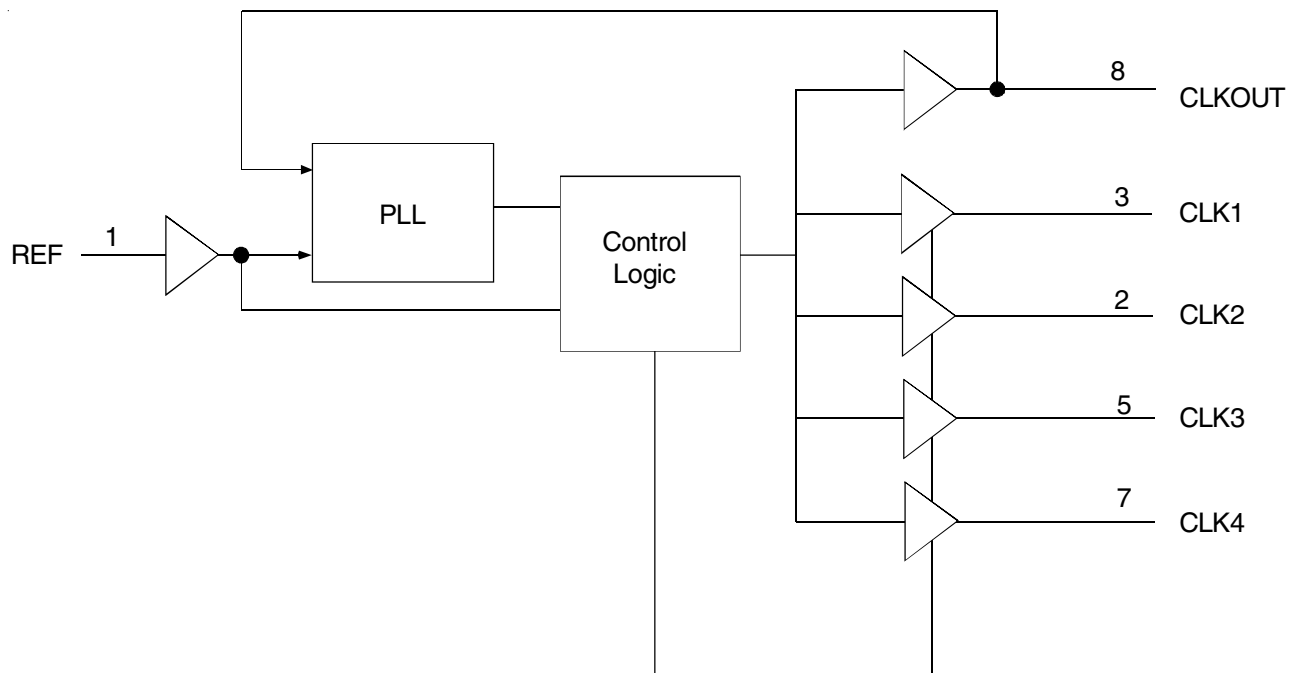 8
CLKOUT
PLL
3
CLK1
REF
1
Control
Logic
2
CLK2
5
CLK3
7
CLK4